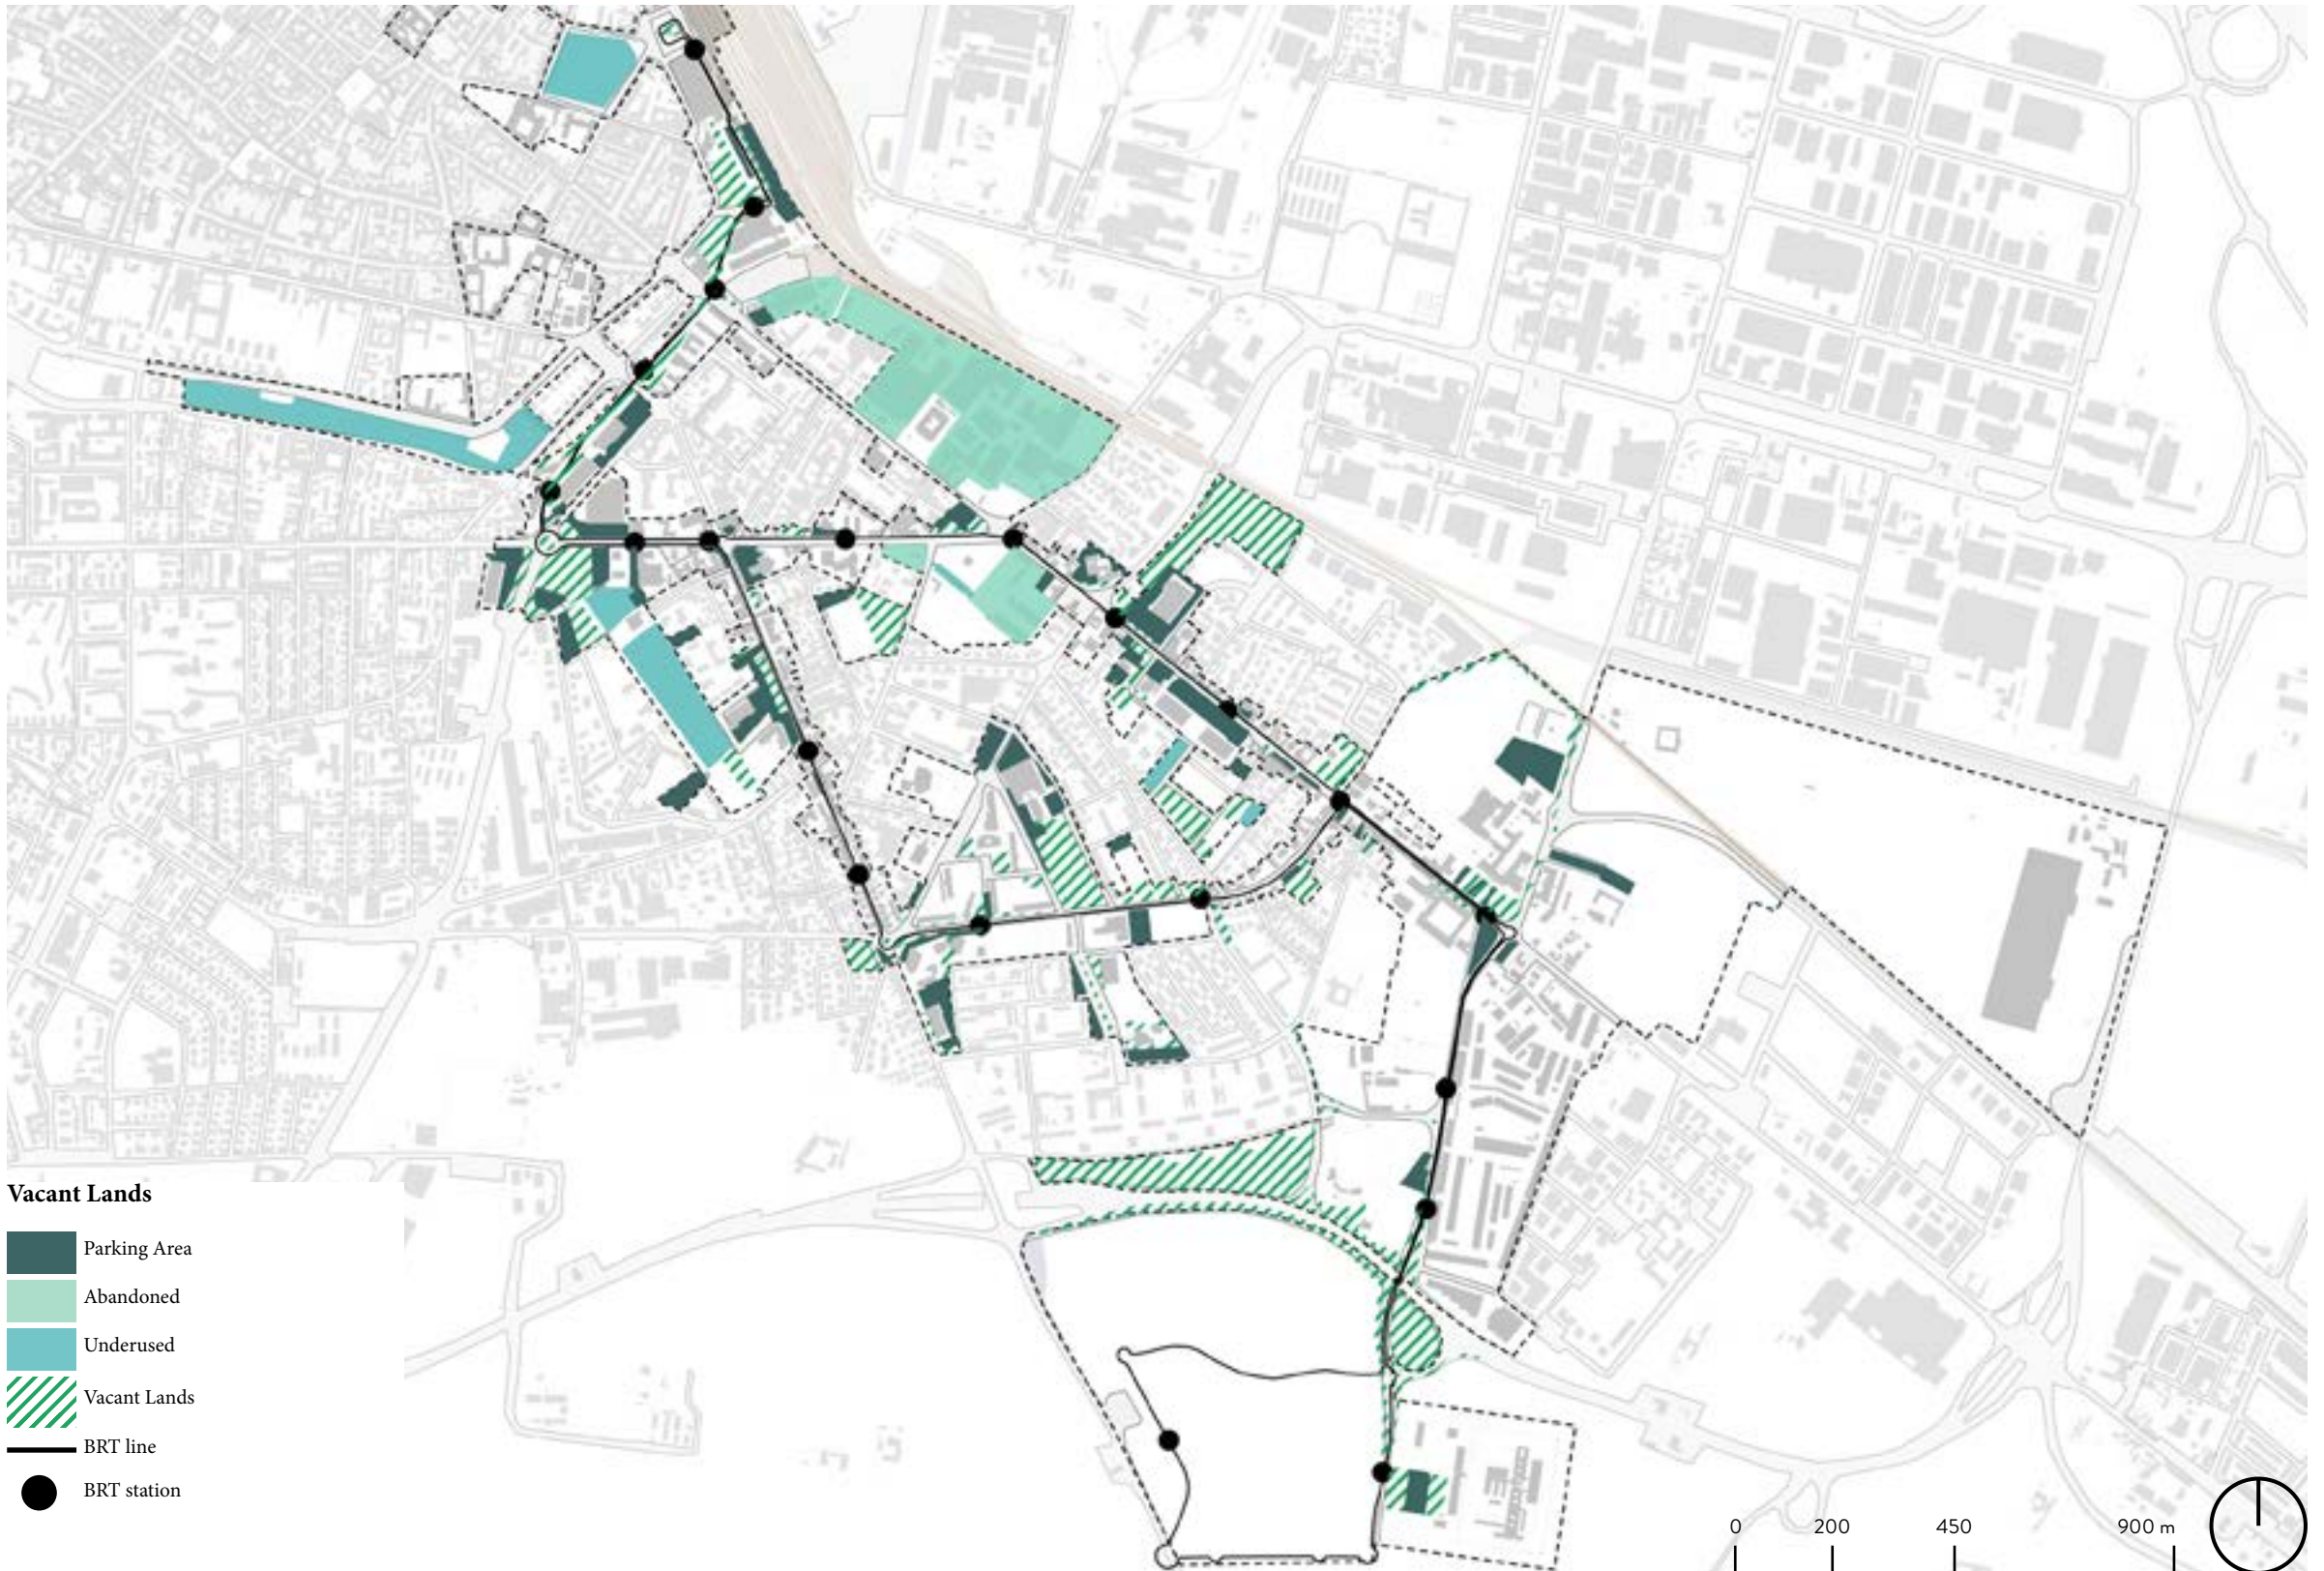 Vacant Lands
Parking Area
Abandoned
Underused
Vacant Lands
BRT line
BRT station
0 200 450 900 m